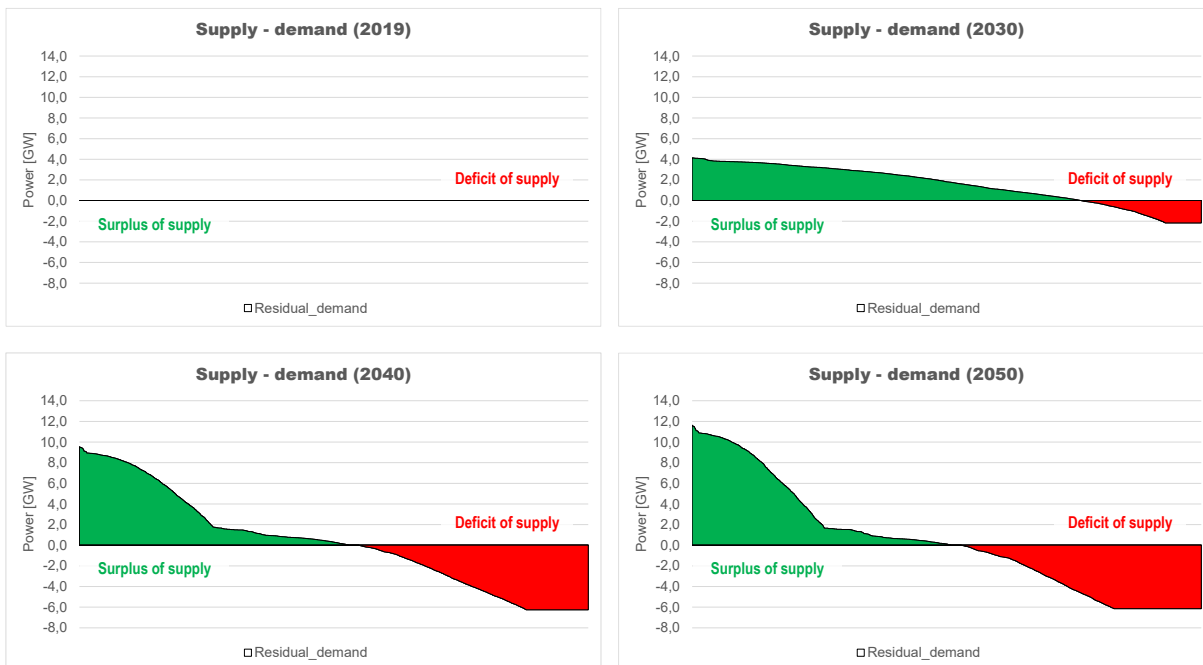 Supply - demand (2019)
14,0
12,0
10,0
8,0
6,0
4,0
2,0
0,0
-2,0
-4,0
-6,0
-8,0
Power [GW]
Deficit of supply
Surplus of supply
Residual_demand
Supply - demand (2030)
14,0
12,0
10,0
8,0
6,0
4,0
2,0
0,0
-2,0
-4,0
-6,0
-8,0
Power [GW]
Deficit of supply
Surplus of supply
Residual_demand
Supply - demand (2040)
14,0
12,0
10,0
8,0
6,0
4,0
2,0
0,0
-2,0
-4,0
-6,0
-8,0
Power [GW]
Deficit of supply
Surplus of supply
Residual_demand
Supply - demand (2050)
14,0
12,0
10,0
8,0
6,0
4,0
2,0
0,0
-2,0
-4,0
-6,0
-8,0
Power [GW]
Deficit of supply
Surplus of supply
Residual_demand